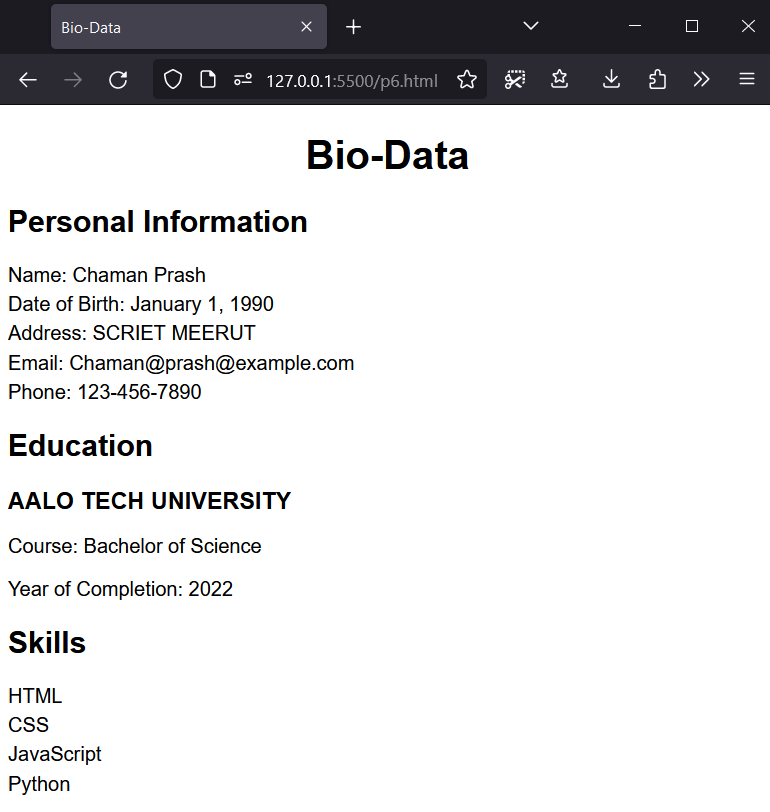 Bio-Data
127.0.0.1:5500/p6.html
Bio-Data
Personal Information
Name: Chaman Prash
Date of Birth: January 1, 1990
Address: SCRIET MEERUT
Email: Chaman@prash@example.com
Phone: 123-456-7890
Education
AALO TECH UNIVERSITY
Course: Bachelor of Science
Year of Completion: 2022
Skills
HTML
CSS
JavaScript
Python